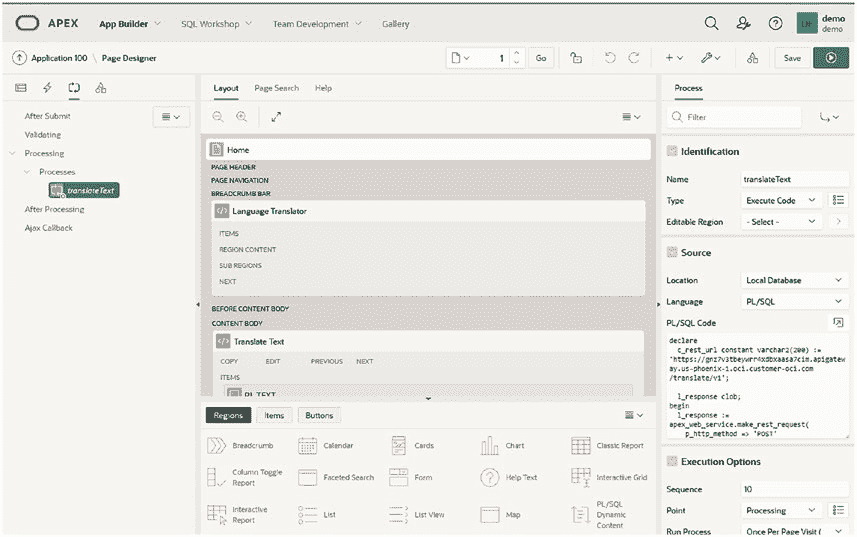 APEX App Builder SQL Workshop Team Development Gallery demo
demo
Application 100 \ Page Designer 1 Go Save
Layout Page Search Help
After Submit
Validating
Processing
Processes
translateText
After Processing
Ajax Callback
Home
PAGE HEADER
PAGE NAVIGATION
BREADCRUMB BAR
Language Translator
ITEMS
REGION CONTENT
SUB REGIONS
NEXT
BEFORE CONTENT BODY
CONTENT BODY
Translate Text
COPY EDIT PREVIOUS NEXT
ITEMS
P1_TEXT
Regions Items Buttons
Breadcrumb Calendar Cards Chart Classic Report
Column Toggle
Report Faceted Search Form Help Text Interactive Grid
Interactive
Report List List View Map PL/SQL
Dynamic
Content
Process
Filter
Identification
Name translateText
Type Execute Code
Editable Region - Select -
Source
Location Local Database
Language PL/SQL
PL/SQL Code
declare
c_rest_url constant varchar2(200) :=
.apigatew
ay.us-phoenix-1.oci.customer-oci.com
/translate/v1';
l_response clob;
begin
l_response :=
apex_web_service.make_rest_request(
p_http_method => 'POST'
Execution Options
Sequence 10
Point Processing
Run Process Once Per Page Visit (